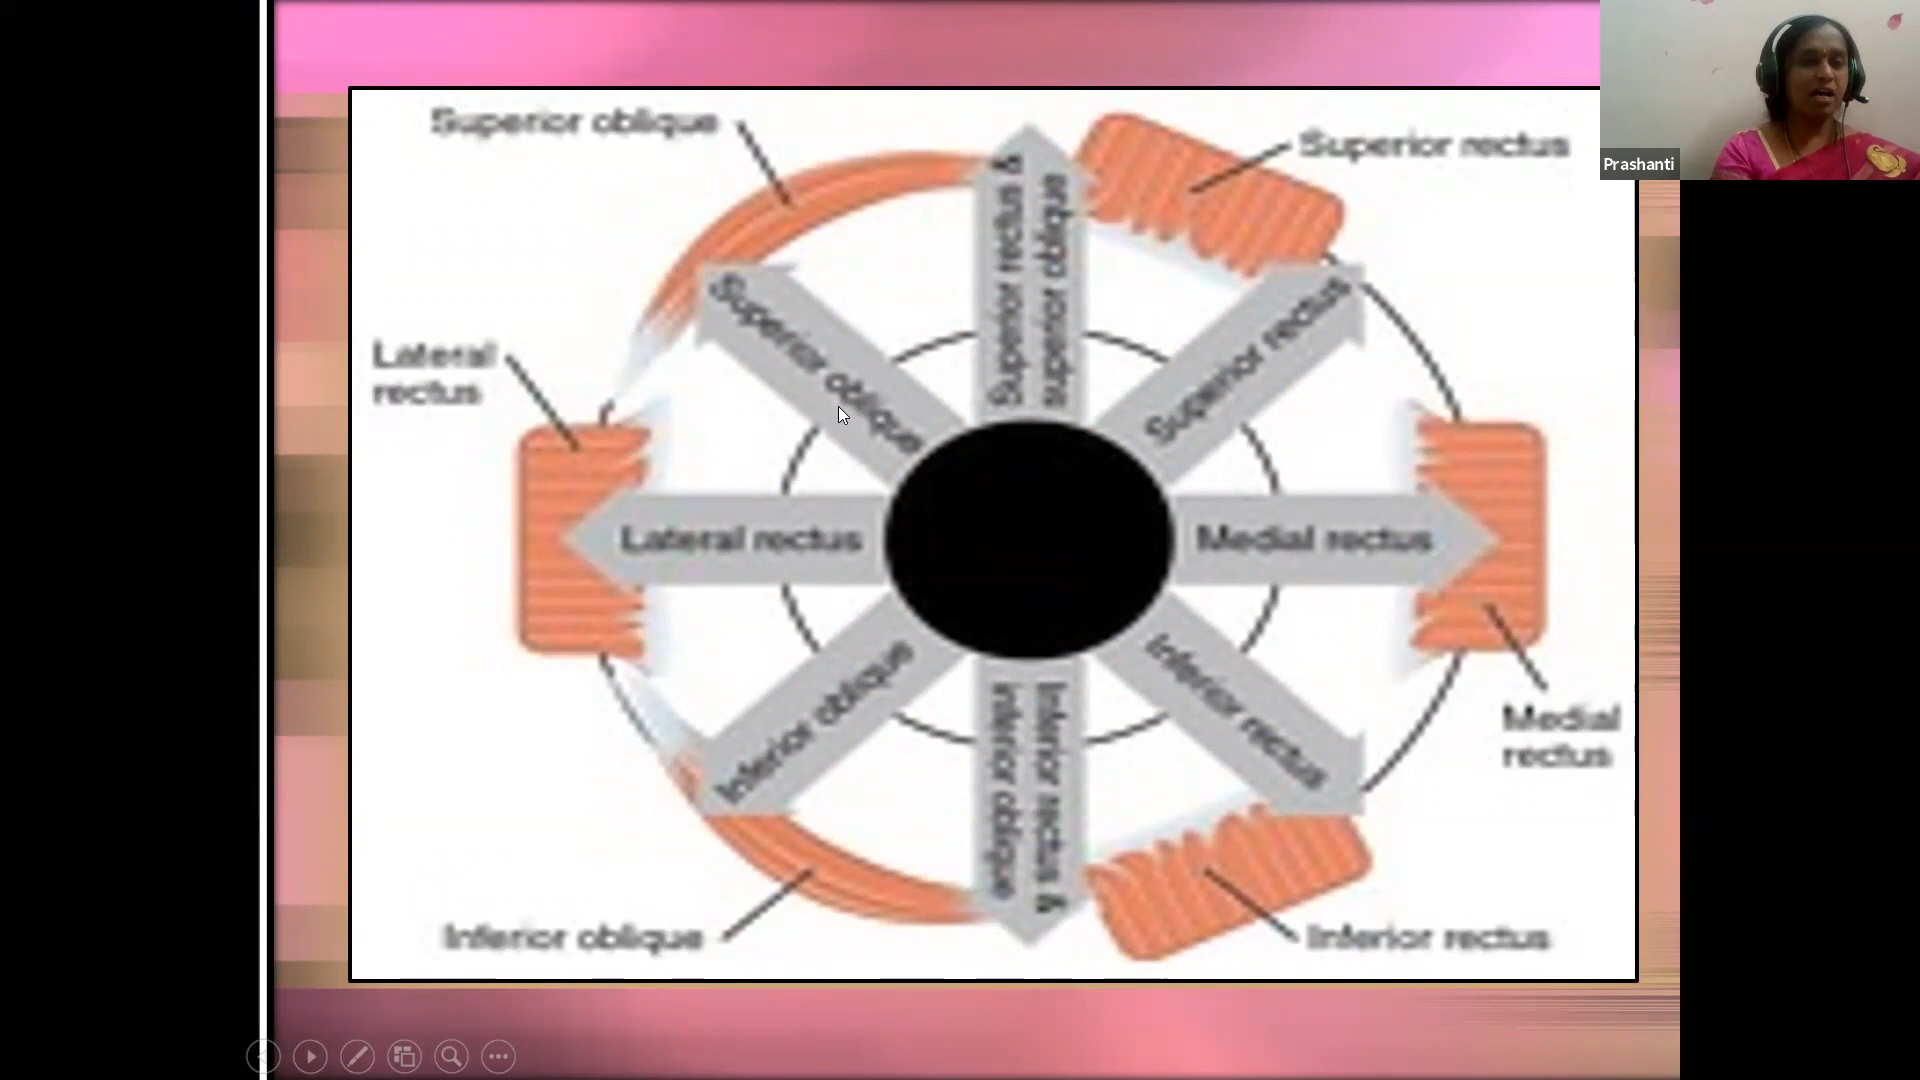 Superior oblique
Superior rectus
Prashanti
Lateral
rectus
Superior oblique
Superior rectus &
superior oblique
Superior rectus
Lateral rectus
Medial rectus
Inferior oblique
Inferior rectus &
inferior oblique
Inferior rectus
Medial
rectus
Inferior oblique
Inferior rectus